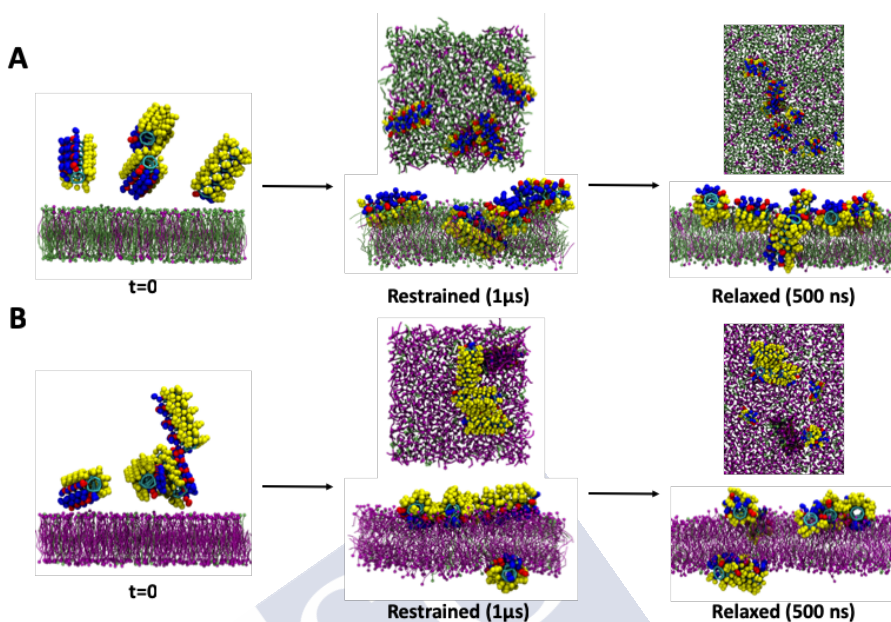 A
t=0
Restrained (1µs)
Relaxed (500 ns)
B
t=0
Restrained (1µs)
Relaxed (500 ns)